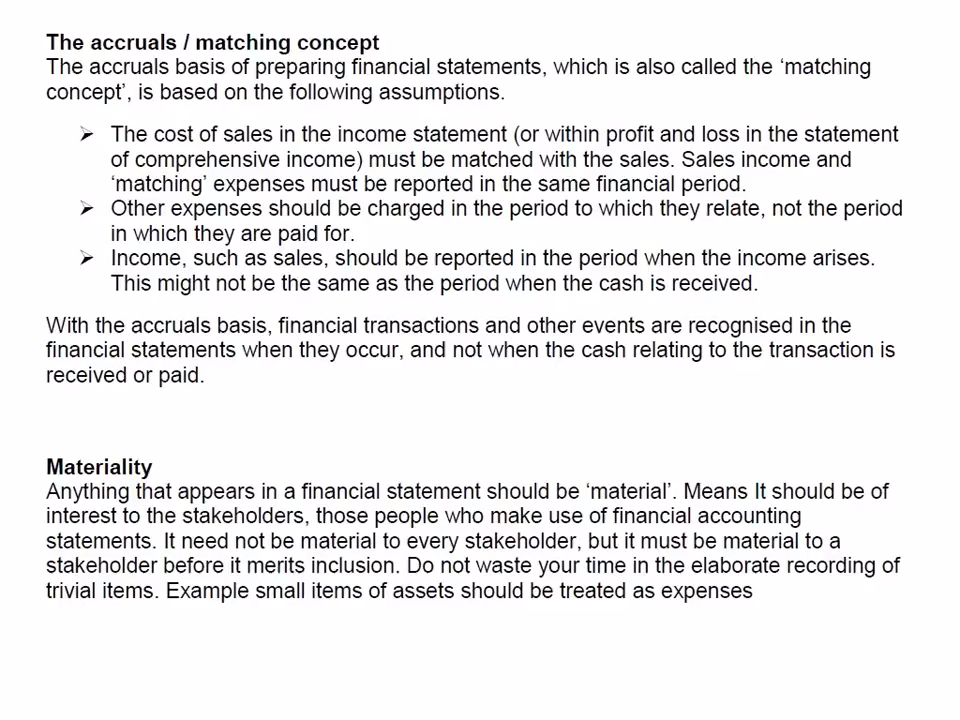 The accruals / matching concept
The accruals basis of preparing financial statements, which is also called the ‘matching
concept’, is based on the following assumptions.
➢ The cost of sales in the income statement (or within profit and loss in the statement
of comprehensive income) must be matched with the sales. Sales income and
‘matching’ expenses must be reported in the same financial period.
➢ Other expenses should be charged in the period to which they relate, not the period
in which they are paid for.
➢ Income, such as sales, should be reported in the period when the income arises.
This might not be the same as the period when the cash is received.
With the accruals basis, financial transactions and other events are recognised in the
financial statements when they occur, and not when the cash relating to the transaction is
received or paid.
Materiality
Anything that appears in a financial statement should be ‘material’. Means It should be of
interest to the stakeholders, those people who make use of financial accounting
statements. It need not be material to every stakeholder, but it must be material to a
stakeholder before it merits inclusion. Do not waste your time in the elaborate recording of
trivial items. Example small items of assets should be treated as expenses